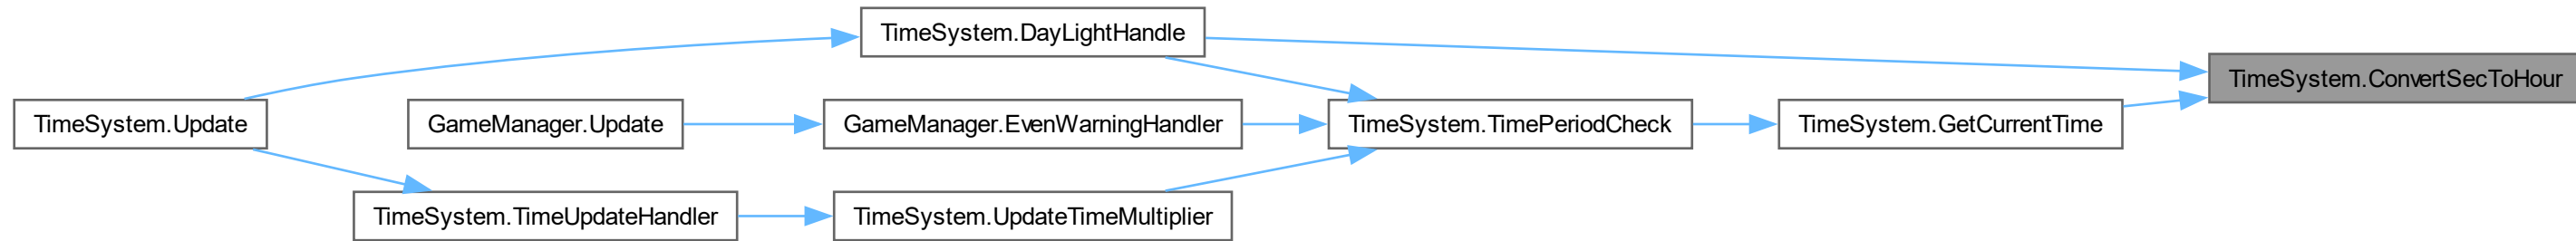 TimeSystem.DayLightHandle
TimeSystem.ConvertSecToHour
TimeSystem.Update
GameManager.Update
GameManager.EvenWarningHandler
TimeSystem.TimePeriodCheck
TimeSystem.GetCurrentTime
TimeSystem.TimeUpdateHandler
TimeSystem.UpdateTimeMultiplier